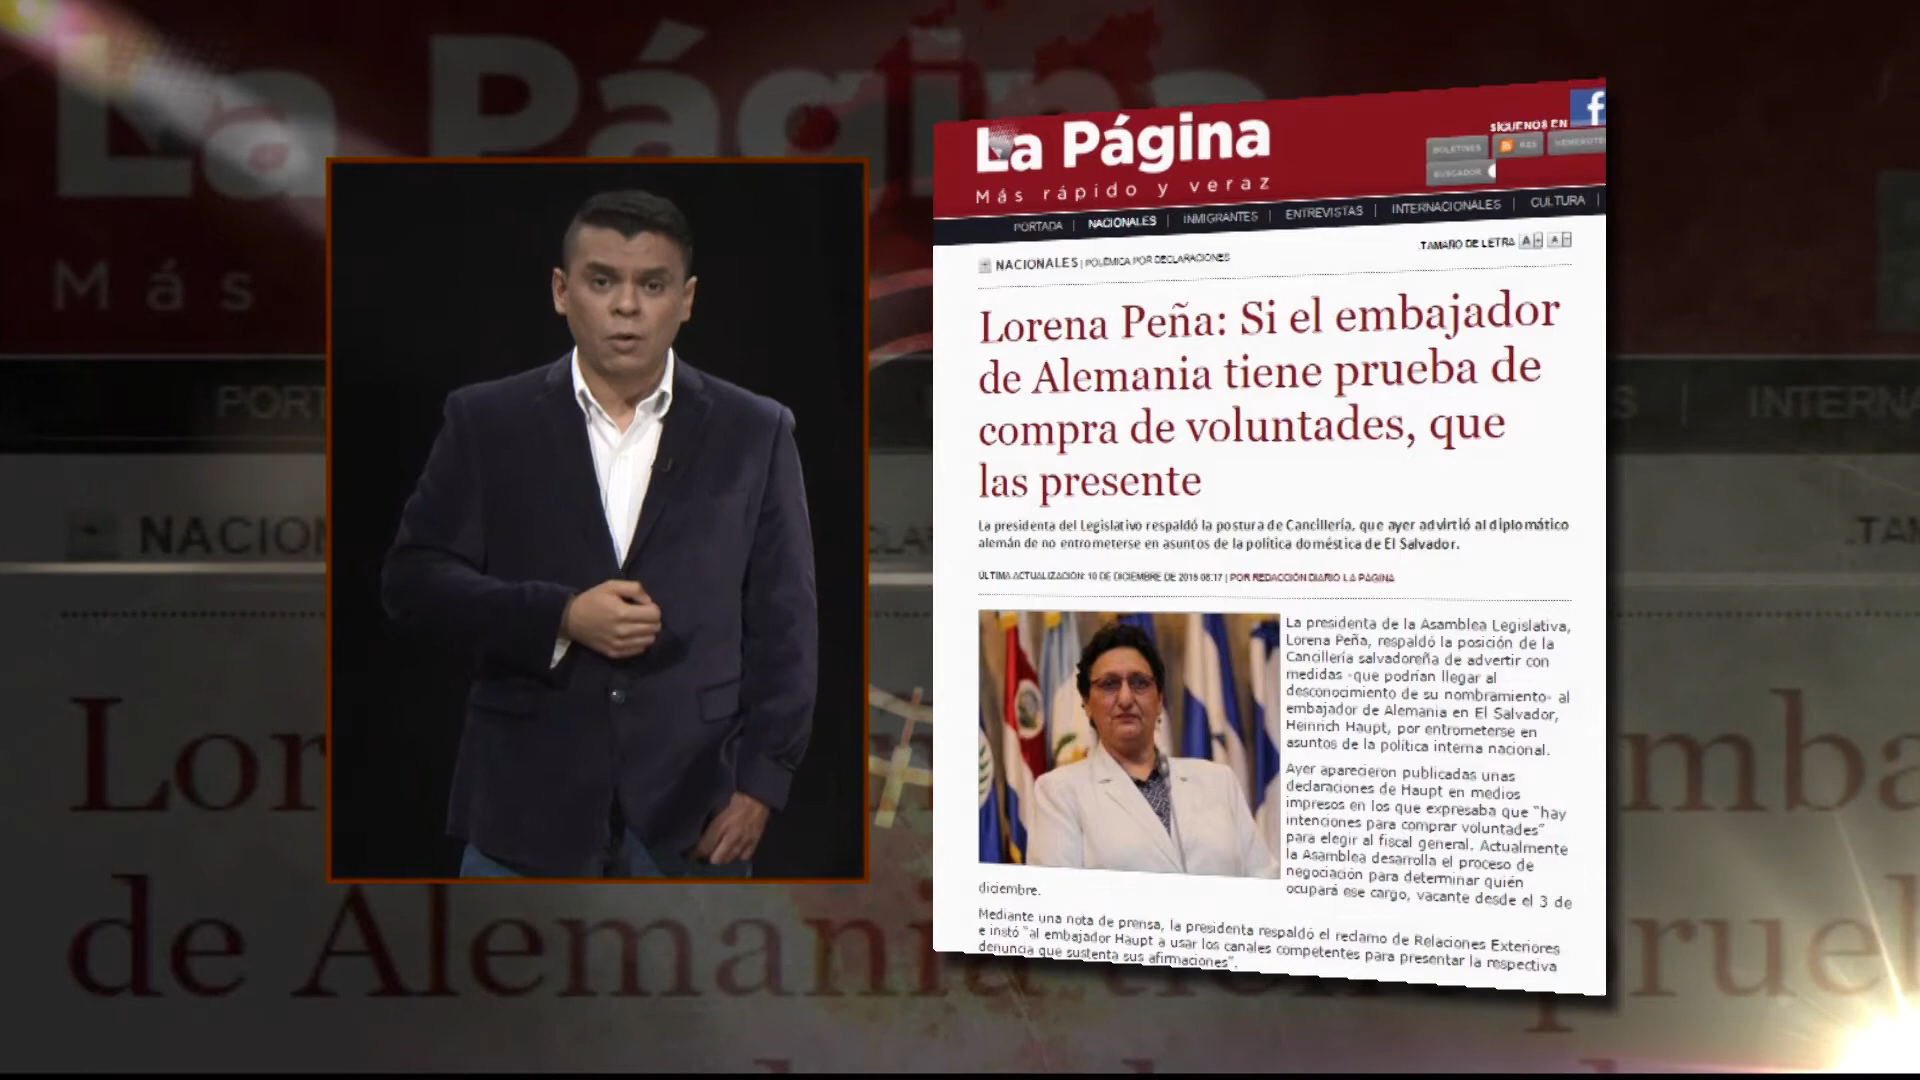 La Página
Más rápido y veraz
SÍGUENOS EN
BOLETINES
RSS
BUSCADOR
PORTADA | NACIONALES | INMIGRANTES | ENTREVISTAS | INTERNACIONALES | CULTURA |
.TAMAÑO DE LETRA A+ A-
NACIONALES | POLÉMICA POR DECLARACIONES
Lorena Peña: Si el embajador
de Alemania tiene prueba de
compra de voluntades, que
las presente
La presidenta del Legislativo respaldó la postura de Cancillería, que ayer advirtió al diplomático
alemán de no entrometerse en asuntos de la política doméstica de El Salvador.
ÚLTIMA ACTUALIZACIÓN: 10 DE DICIEMBRE DE 2015 08:17 | POR REDACCIÓN DIARIO LA PÁGINA
La presidenta de la Asamblea Legislativa,
Lorena Peña, respaldó la posición de la
Cancillería salvadoreña de advertir con
medidas -que podrían llegar al
desconocimiento de su nombramiento- al
embajador de Alemania en El Salvador,
Heinrich Haupt, por entrometerse en
asuntos de la política interna nacional.
Ayer aparecieron publicadas unas
declaraciones de Haupt en medios
impresos en los que expresaba que "hay
intenciones para comprar voluntades"
para elegir al fiscal general. Actualmente
la Asamblea desarrolla el proceso de
negociación para determinar quién
ocupará ese cargo, vacante desde el 3 de
diciembre.
Mediante una nota de prensa, la presidenta respaldó el reclamo de Relaciones Exteriores
e instó "al embajador Haupt a usar los canales competentes para presentar la respectiva
denuncia que sustenta sus afirmaciones".